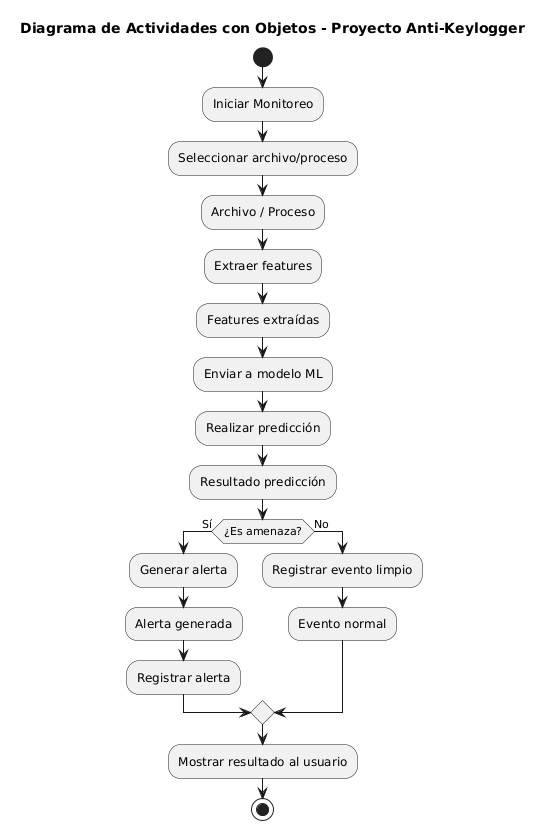 Diagrama de Actividades con Objetos - Proyecto Anti-Keylogger
Iniciar Monitoreo
Seleccionar archivo/proceso
Archivo / Proceso
Extraer features
Features extraídas
Enviar a modelo ML
Realizar predicción
Resultado predicción
Sí
¿Es amenaza?
No
Generar alerta
Registrar evento limpio
Alerta generada
Evento normal
Registrar alerta
Mostrar resultado al usuario